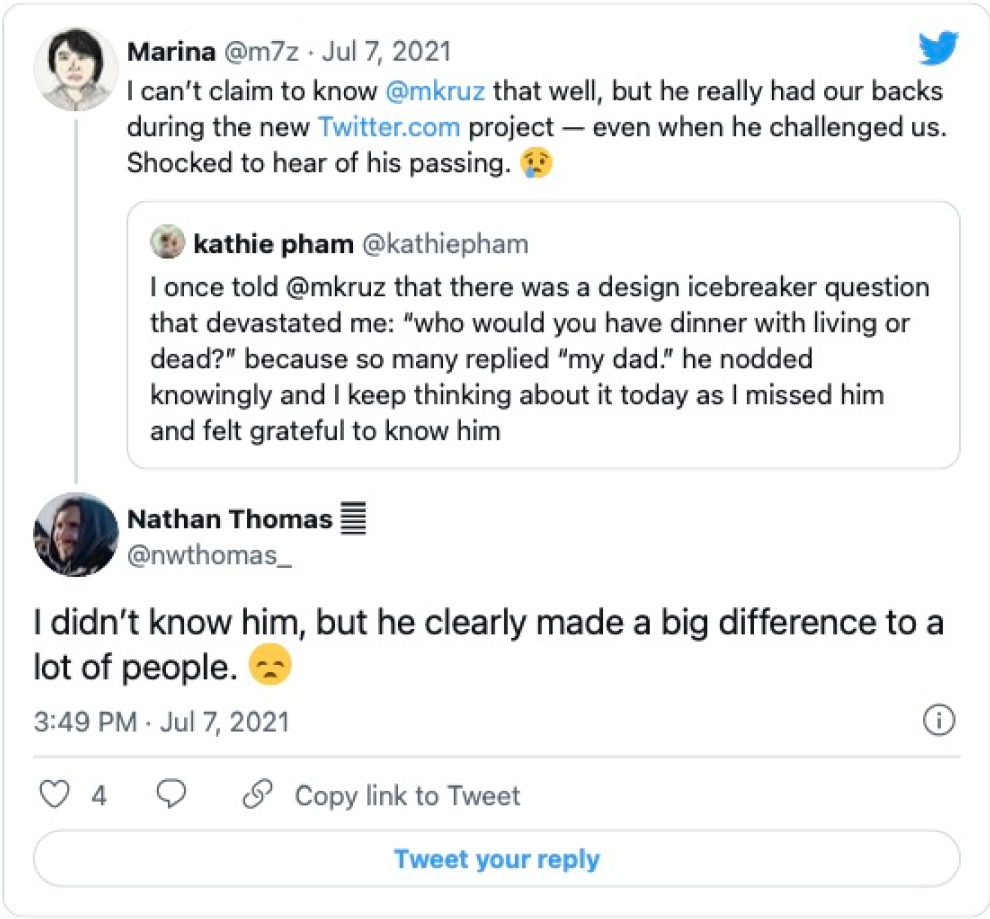 Marina @m7z · Jul 7, 2021
I can’t claim to know @mkruz that well, but he really had our backs
during the new Twitter.com project — even when he challenged us.
Shocked to hear of his passing. 😢
kathie pham @kathiepham
I once told @mkruz that there was a design icebreaker question
that devastated me: “who would you have dinner with living or
dead?” because so many replied “my dad.” he nodded
knowingly and I keep thinking about it today as I missed him
and felt grateful to know him
Nathan Thomas
@nwthomas_
I didn’t know him, but he clearly made a big difference to a
lot of people. 😞
3:49 PM · Jul 7, 2021
4 Copy link to Tweet
Tweet your reply